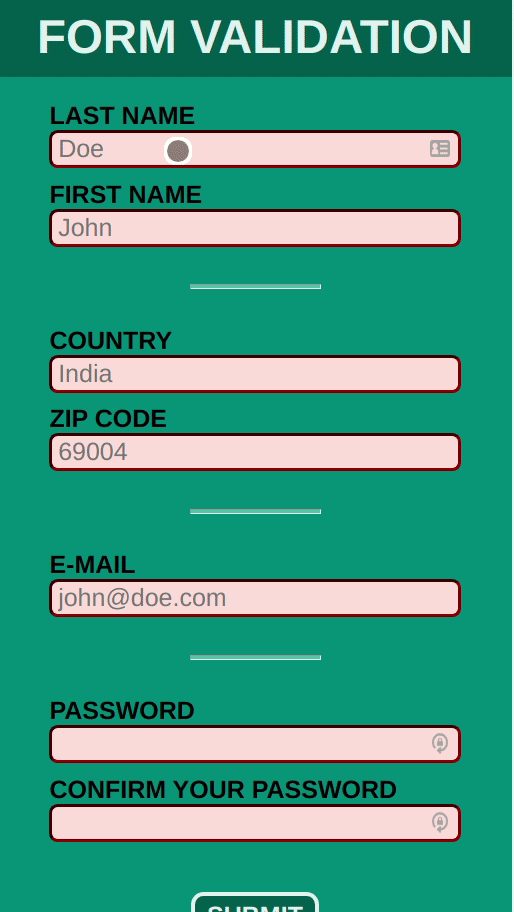 FORM VALIDATION
LAST NAME
Doe
FIRST NAME
John
COUNTRY
India
ZIP CODE
69004
E-MAIL
john@doe.com
PASSWORD
CONFIRM YOUR PASSWORD
SUBMIT